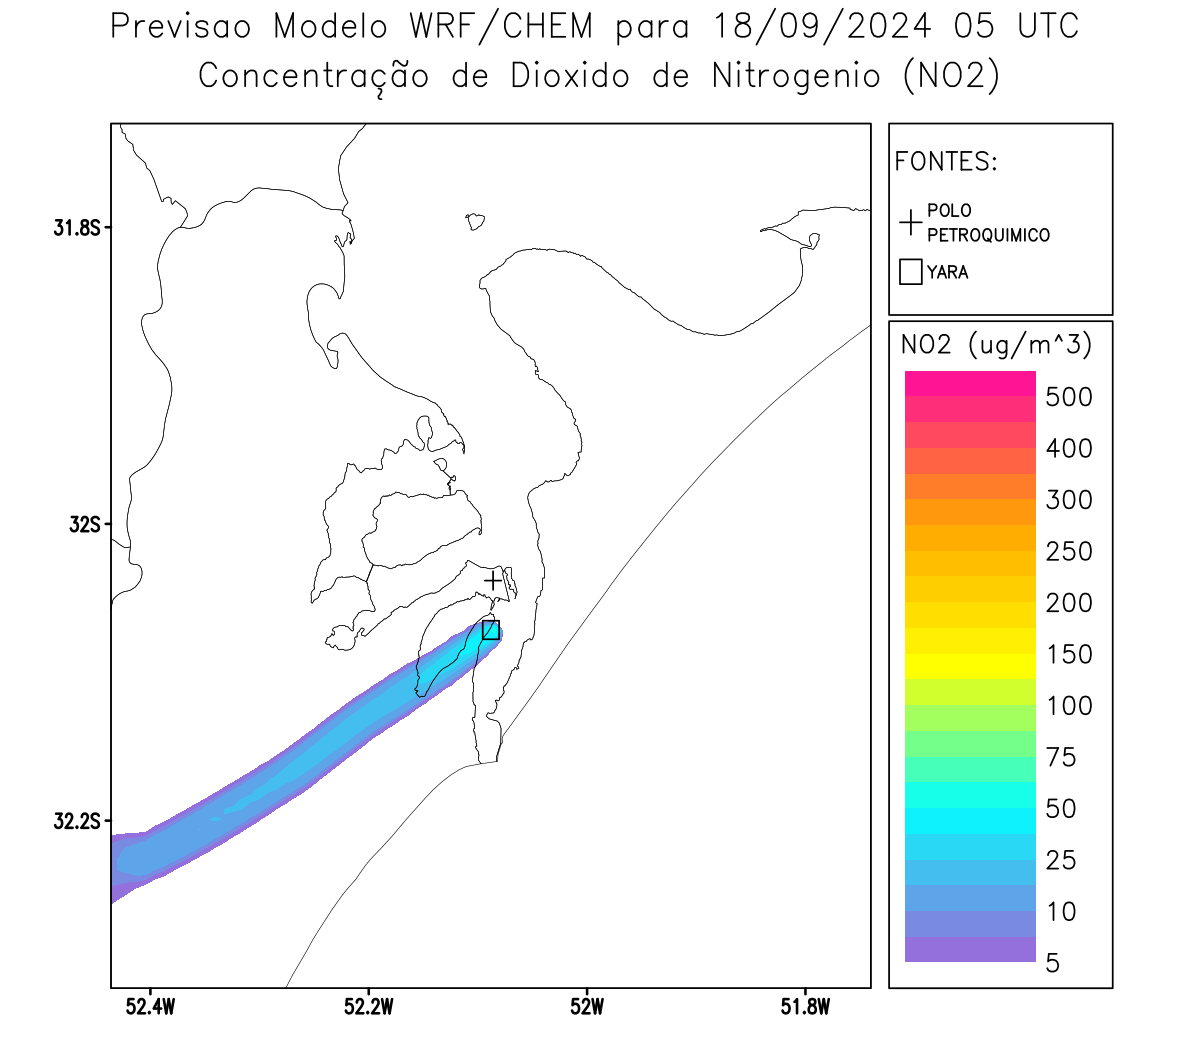 Previsao Modelo WRF/CHEM para 18/09/2024 05 UTC
Concentração de Dioxido de Nitrogenio (NO2)
FONTES:
POLO
PETROQUIMICO
YARA
NO2 (ug/m^3)
500
400
300
250
200
150
100
75
50
25
10
5
31.8S
32S
32.2S
52.4W
52.2W
52W
51.8W